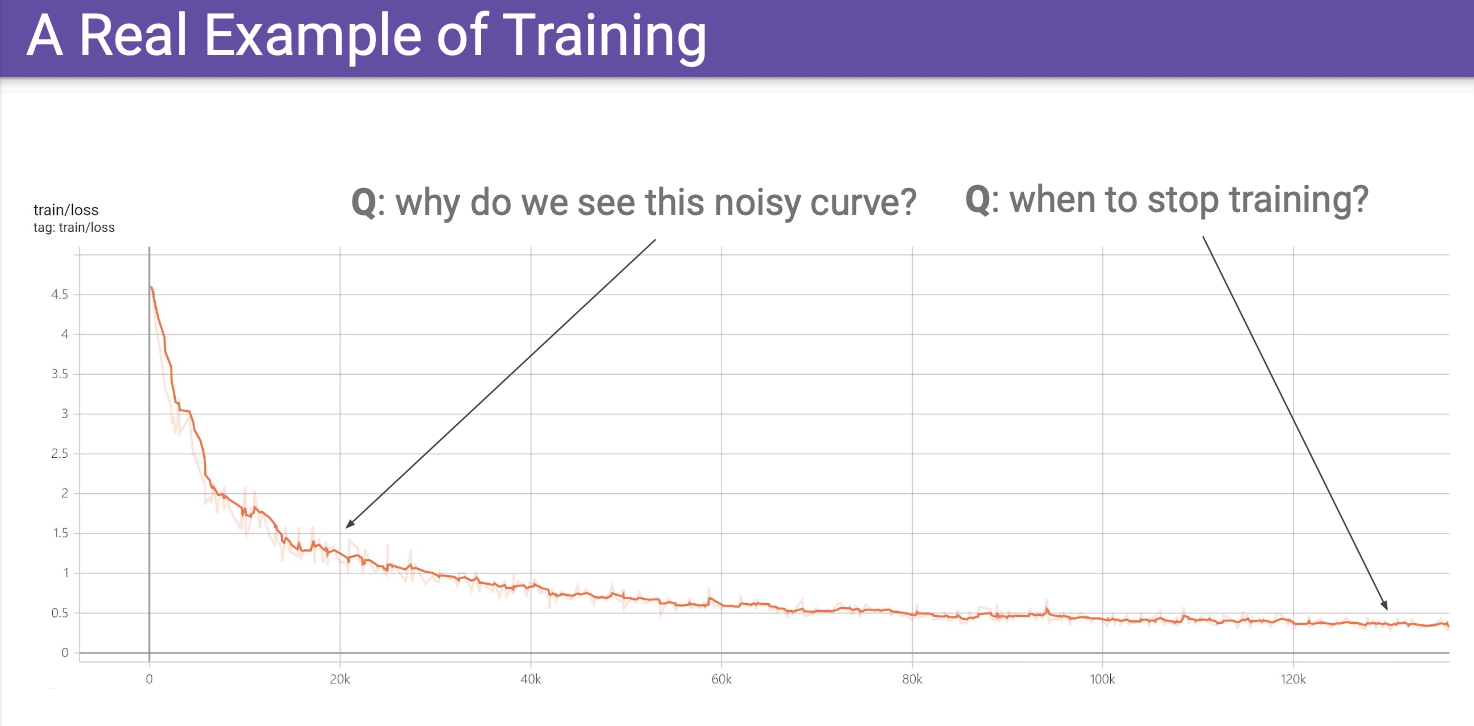 A Real Example of Training
Q: why do we see this noisy curve?
Q: when to stop training?
train/loss
tag: train/loss
4.5
4
3.5
3
2.5
2
1.5
1
0.5
0
0
20k
40k
60k
80k
100k
120k